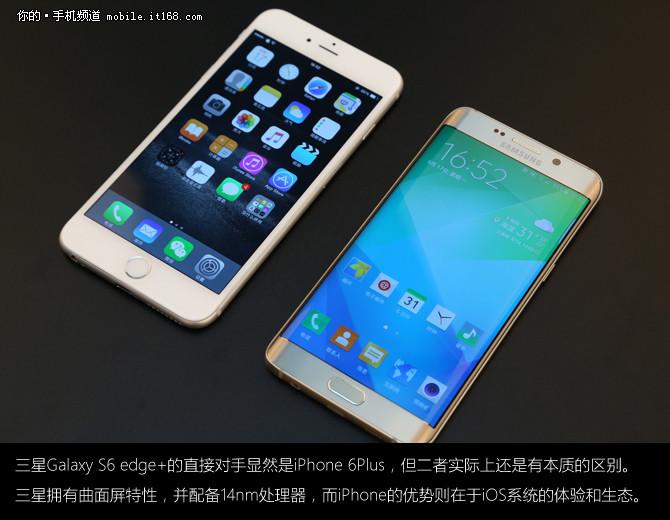 你的·手机频道 mobile.it168.com
SAMSUNG
16:52
31°
31
App Store
三星Galaxy S6 edge+的直接对手显然是iPhone 6Plus，但二者实际上还是有本质的区别。
三星拥有曲面屏特性，并配备14nm处理器，而iPhone的优势则在于iOS系统的体验和生态。